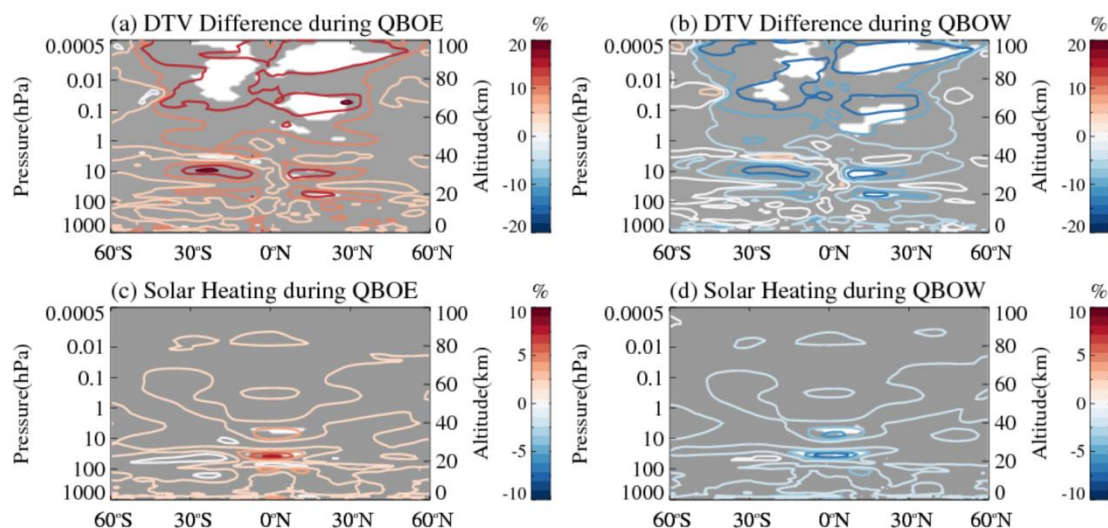 (a) DTV Difference during QBOE
%
(b) DTV Difference during QBOW
%
0.0005
0.01
0.1
1
10
100
1000
Pressure(hPa)
100
80
60
40
20
0
Altitude(km)
20
10
0
-10
-20
60°S
30°S
0°N
30°N
60°N
0.0005
0.01
0.1
1
10
100
1000
Pressure(hPa)
100
80
60
40
20
0
Altitude(km)
20
10
0
-10
-20
60°S
30°S
0°N
30°N
60°N
(c) Solar Heating during QBOE
%
(d) Solar Heating during QBOW
%
0.0005
0.01
0.1
1
10
100
1000
Pressure(hPa)
100
80
60
40
20
0
Altitude(km)
10
5
0
-5
-10
60°S
30°S
0°N
30°N
60°N
0.0005
0.01
0.1
1
10
100
1000
Pressure(hPa)
100
80
60
40
20
0
Altitude(km)
10
5
0
-5
-10
60°S
30°S
0°N
30°N
60°N